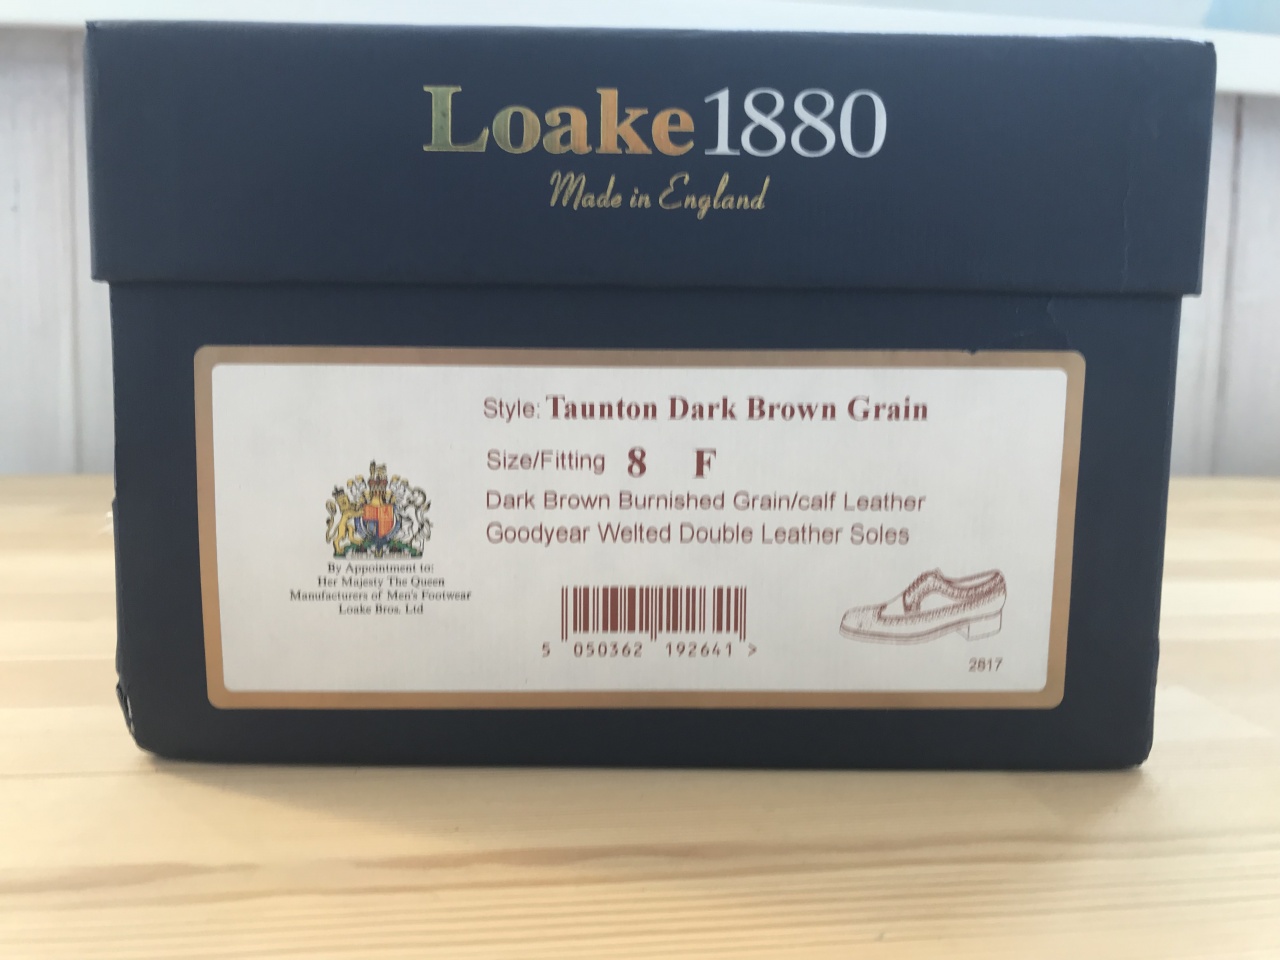 Loake1880
Made in England
Style: Taunton Dark Brown Grain
Size/Fitting 8 F
Dark Brown Burnished Grain/calf Leather
Goodyear Welted Double Leather Soles
By Appointment to:
Her Majesty The Queen
Manufacturers of Men's Footwear
Loake Bros. Ltd
5 050362 192641 >
2817